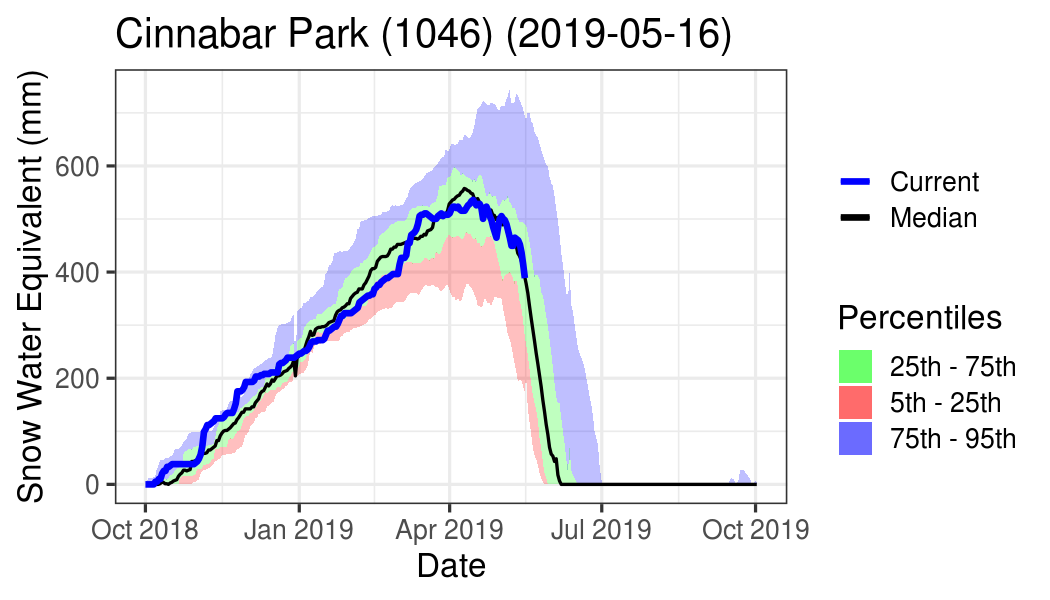 Cinnabar Park (1046) (2019-05-16)
Snow Water Equivalent (mm)
600
400
200
0
Oct 2018
Jan 2019
Apr 2019
Jul 2019
Oct 2019
Date
Current
Median
Percentiles
25th - 75th
5th - 25th
75th - 95th